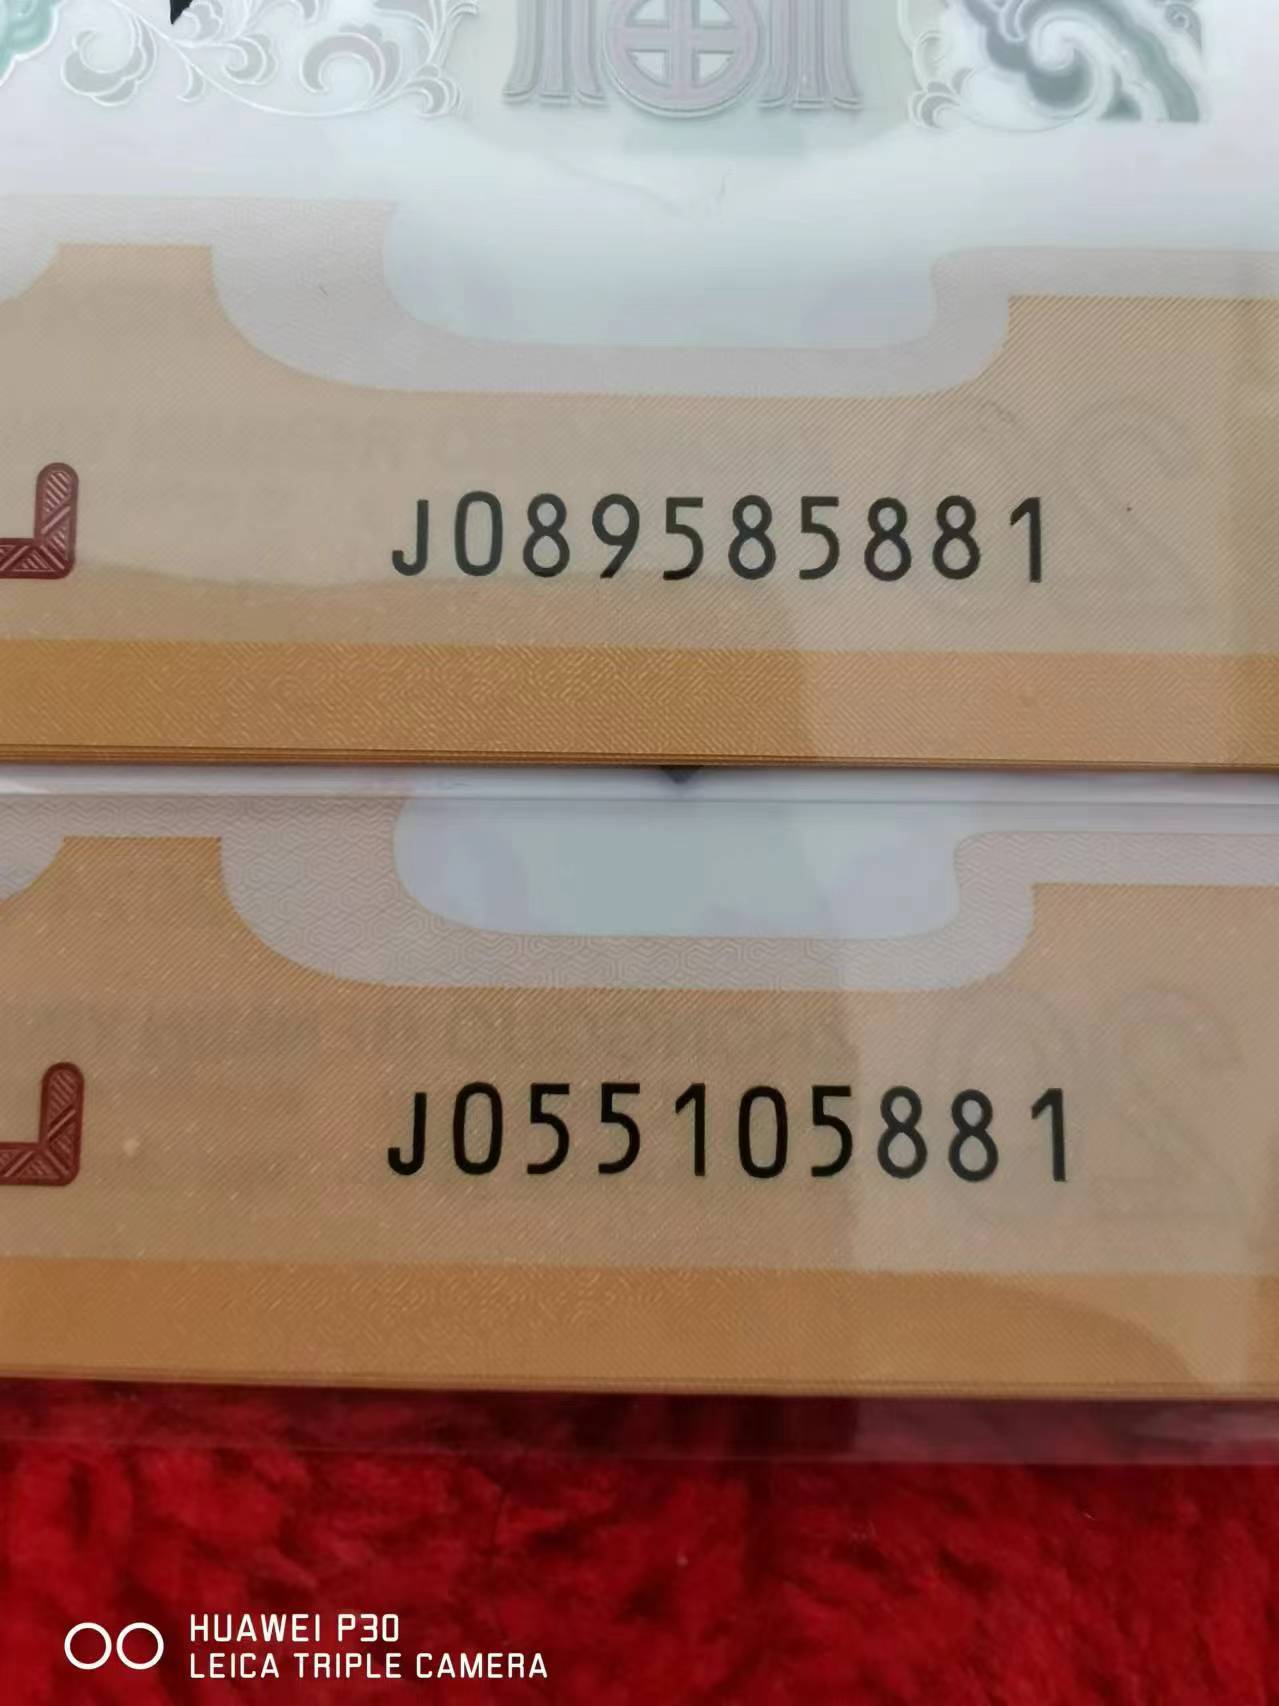 J089585881
J055105881
HUAWEI P30
LEICA TRIPLE CAMERA